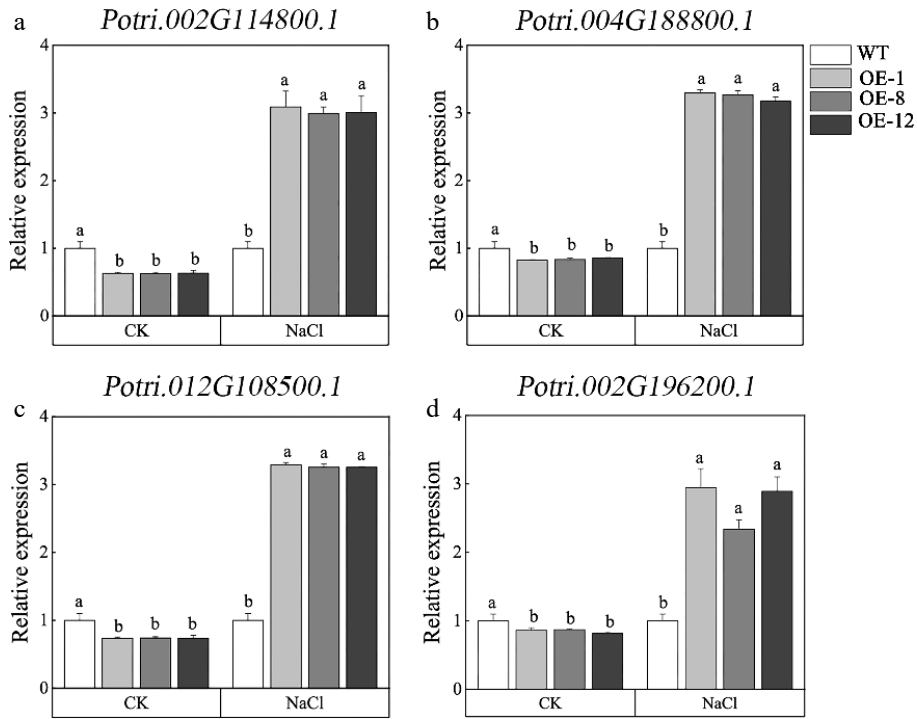 a
Potri.002G114800.1
Relative expression
4
3
2
1
0
a
b
b
b
b
a
a
a
CK
NaCl
b
Potri.004G188800.1
Relative expression
4
3
2
1
0
a
b
b
b
b
a
a
a
CK
NaCl
WT
OE-1
OE-8
OE-12
c
Potri.012G108500.1
Relative expression
4
3
2
1
0
a
b
b
b
b
a
a
a
CK
NaCl
d
Potri.002G196200.1
Relative expression
4
3
2
1
0
a
b
b
b
b
a
a
a
CK
NaCl